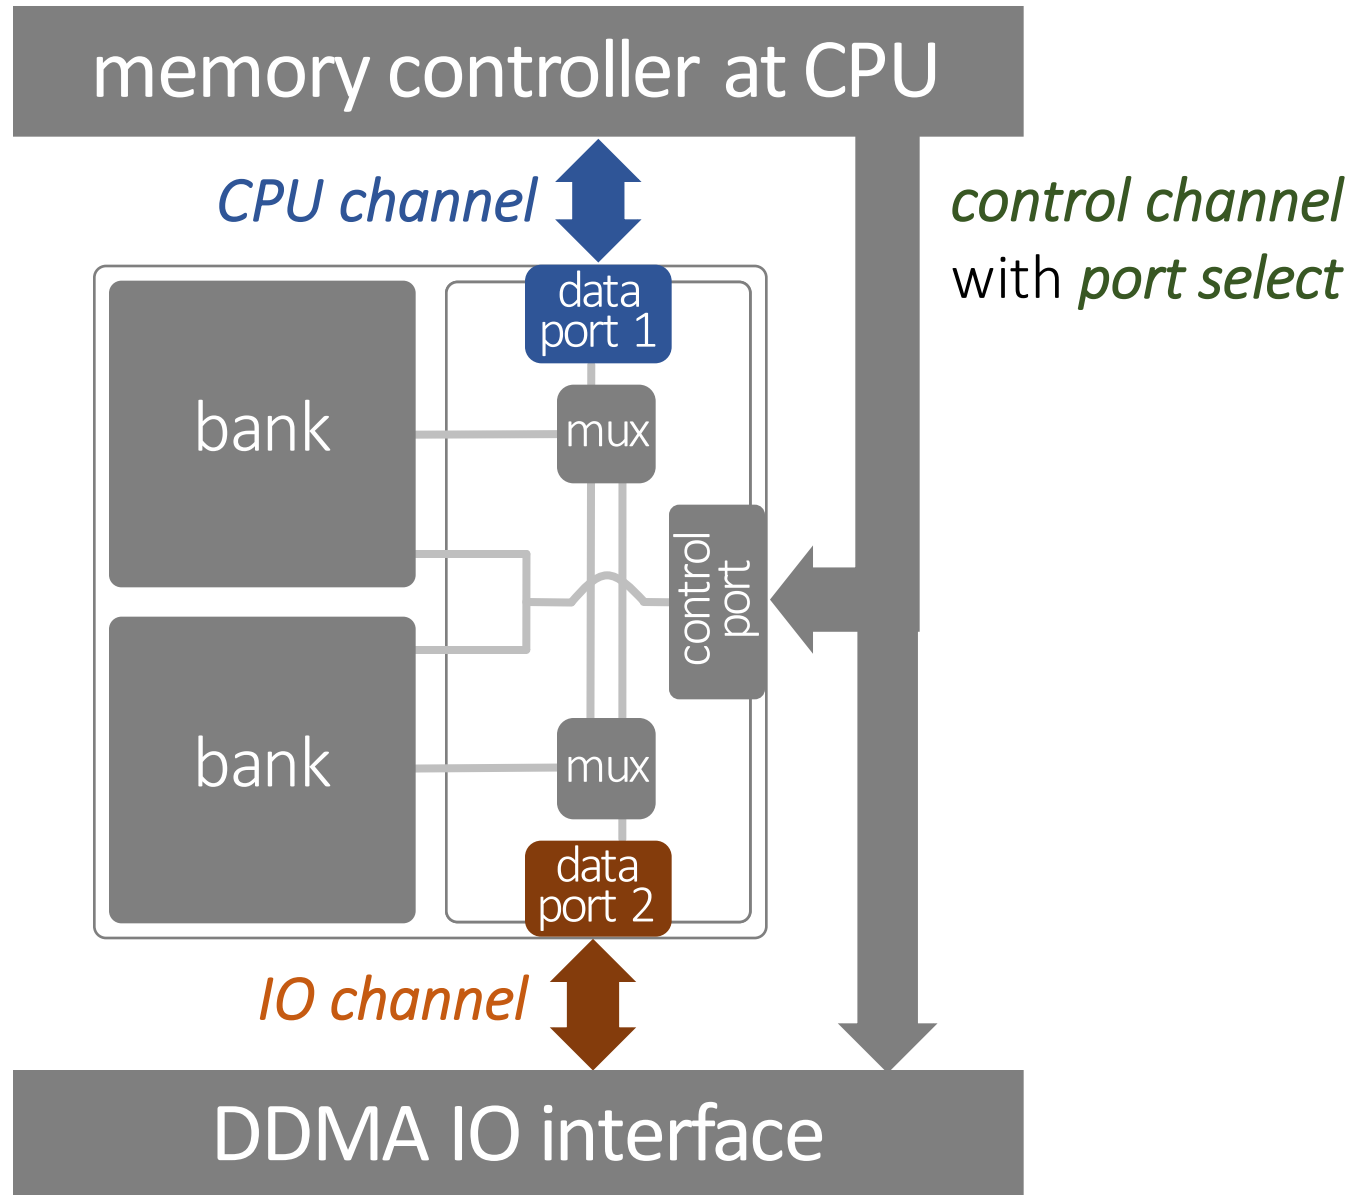 memory controller at CPU
CPU channel
control channel
with port select
data
port 1
bank
mux
control
port
bank
mux
data
port 2
IO channel
DDMA IO interface